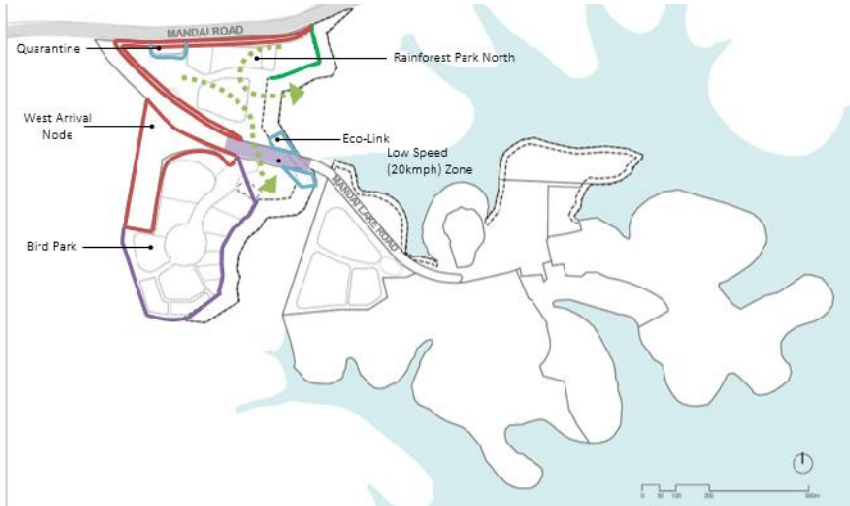 MANDAI ROAD
Quarantine
Rainforest Park North
West Arrival
Node
Eco-Link
Low Speed
(20kmph) Zone
MANDAI LAKE ROAD
Bird Park
0 50 100 200 500m